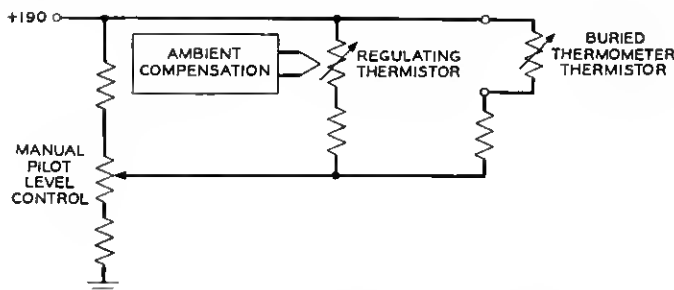 +190
AMBIENT
COMPENSATION
REGULATING
THERMISTOR
BURIED
THERMOMETER
THERMISTOR
MANUAL
PILOT
LEVEL
CONTROL